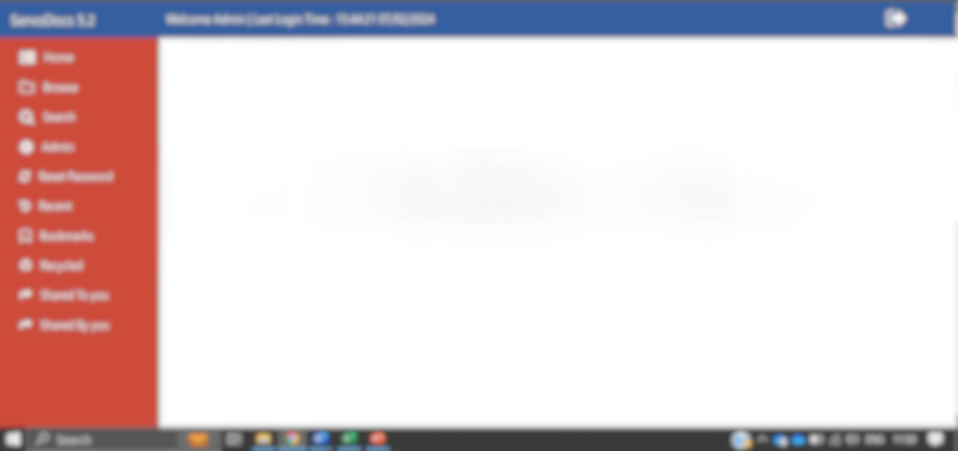 ServoDocs 5.2
Welcome Admin | Last Login Time :
Home
Browse
Search
Admin
Reset Password
Recent
Bookmarks
Recycled
Shared To you
Shared By you
Search
ENG